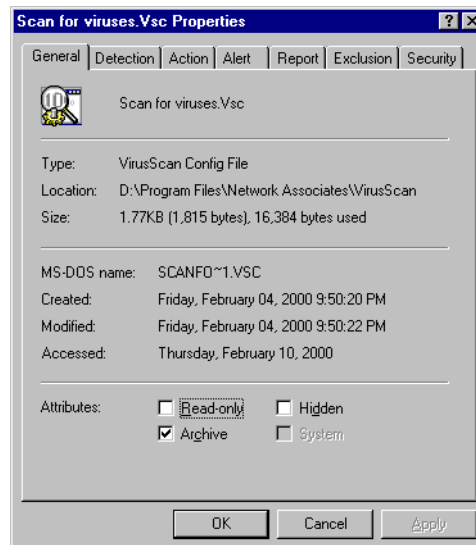 Scan for viruses.Vsc Properties
General Detection Action Alert Report Exclusion Security
Scan for viruses.Vsc
Type: VirusScan Config File
Location: D:\Program Files\Network Associates\VirusScan
Size: 1.77KB (1,815 bytes), 16,384 bytes used
MS-DOS name: SCANFO~1.VSC
Created: Friday, February 04, 2000 9:50:20 PM
Modified: Friday, February 04, 2000 9:50:22 PM
Accessed: Thursday, February 10, 2000
Attributes: Read-only Hidden
Archive System
OK Cancel Apply